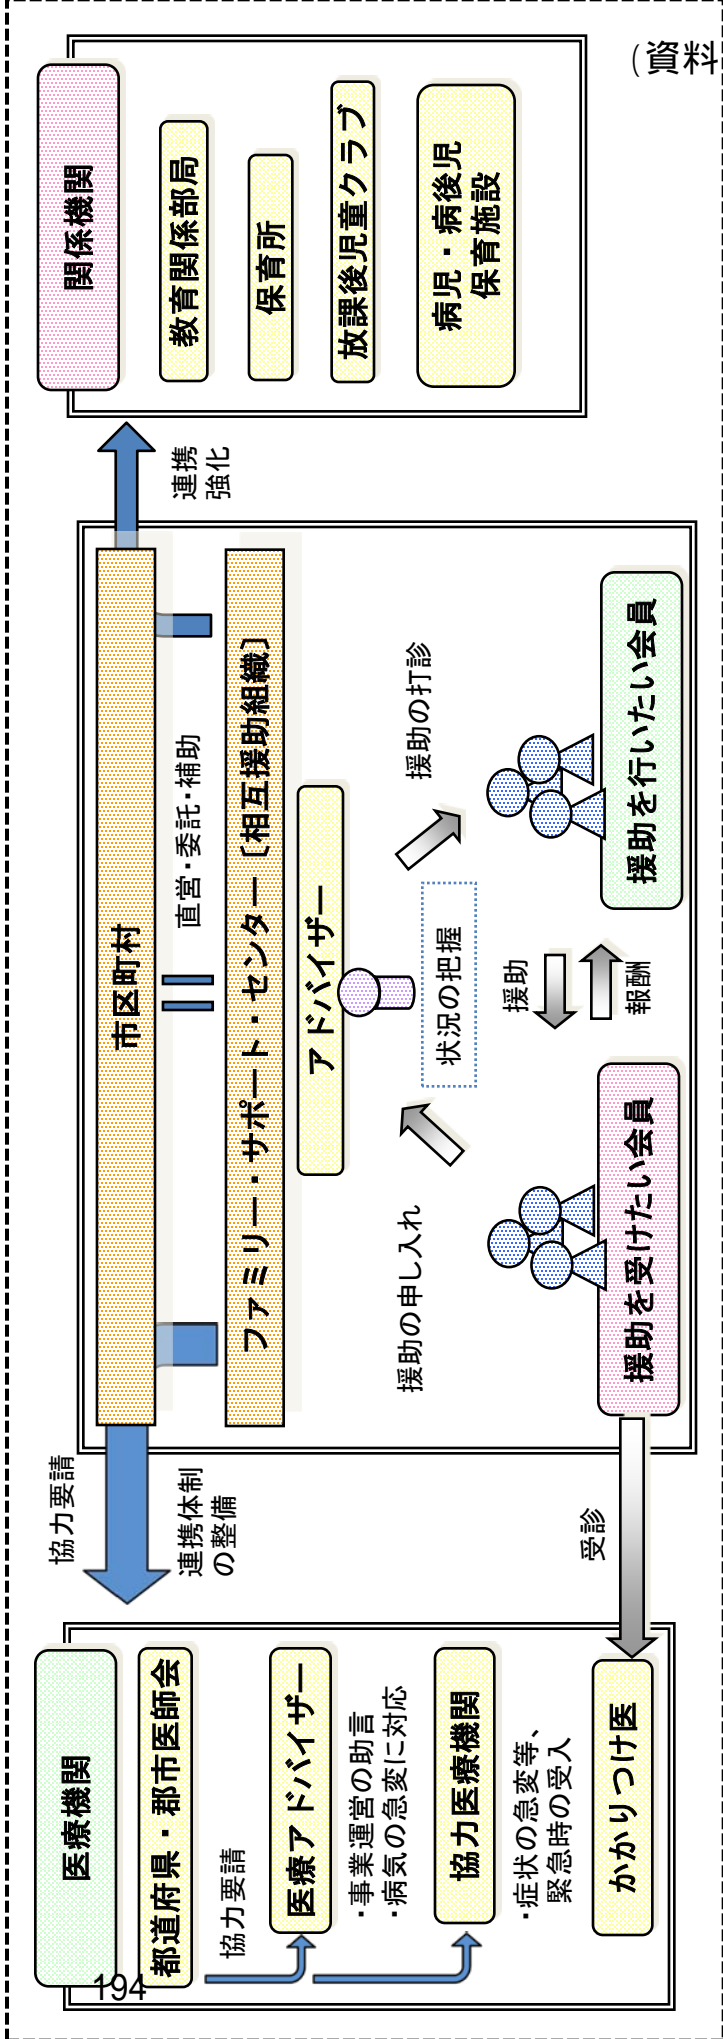 医療機関
都道府県・郡市医師会
協力要請
医療アドバイザー
・事業運営の助言
・病気の急変に対応
協力医療機関
・症状の急変等、
緊急時の受入
かかりつけ医
協力要請
連携体制
の整備
受診
市区町村
直営・委託・補助
ファミリー・サポート・センター〔相互援助組織〕
アドバイザー
状況の把握
援助の申し入れ
援助の打診
援助
報酬
援助を受けたい会員
援助を行いたい会員
連携
強化
関係機関
教育関係部局
保育所
放課後児童クラブ
病児・病後児
保育施設
(資料
194